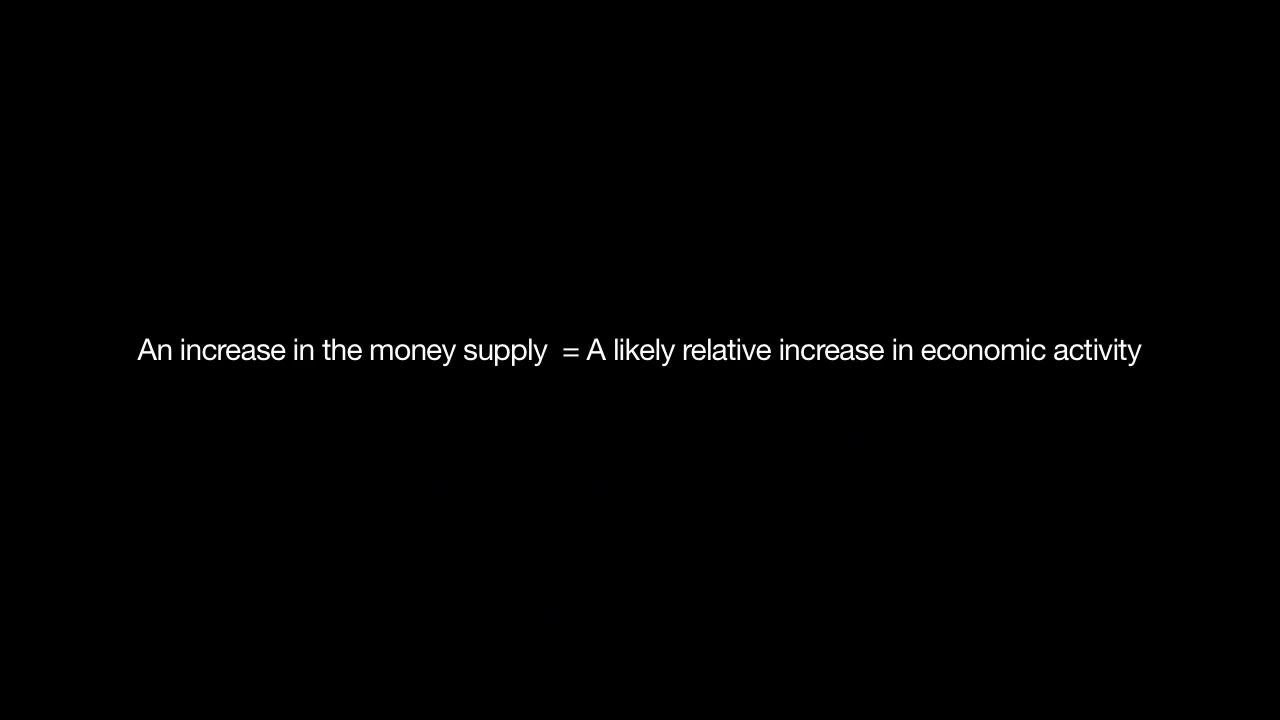 An increase in the money supply  = A likely relative increase in economic activity